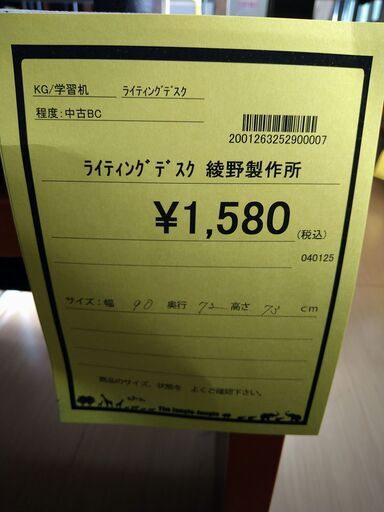 KG/学習机　ﾗｲﾃｨﾝｸﾞﾃﾞｽｸ
程度:中古BC
2001263252900007
ﾗｲﾃｨﾝｸﾞﾃﾞｽｸ 綾野製作所
¥1,580 (税込)
040125
サイズ:幅 90 奥行 72 高さ 73 cm
商品のサイズ、状態を よくご確認下さい。
The Jungle Jungle